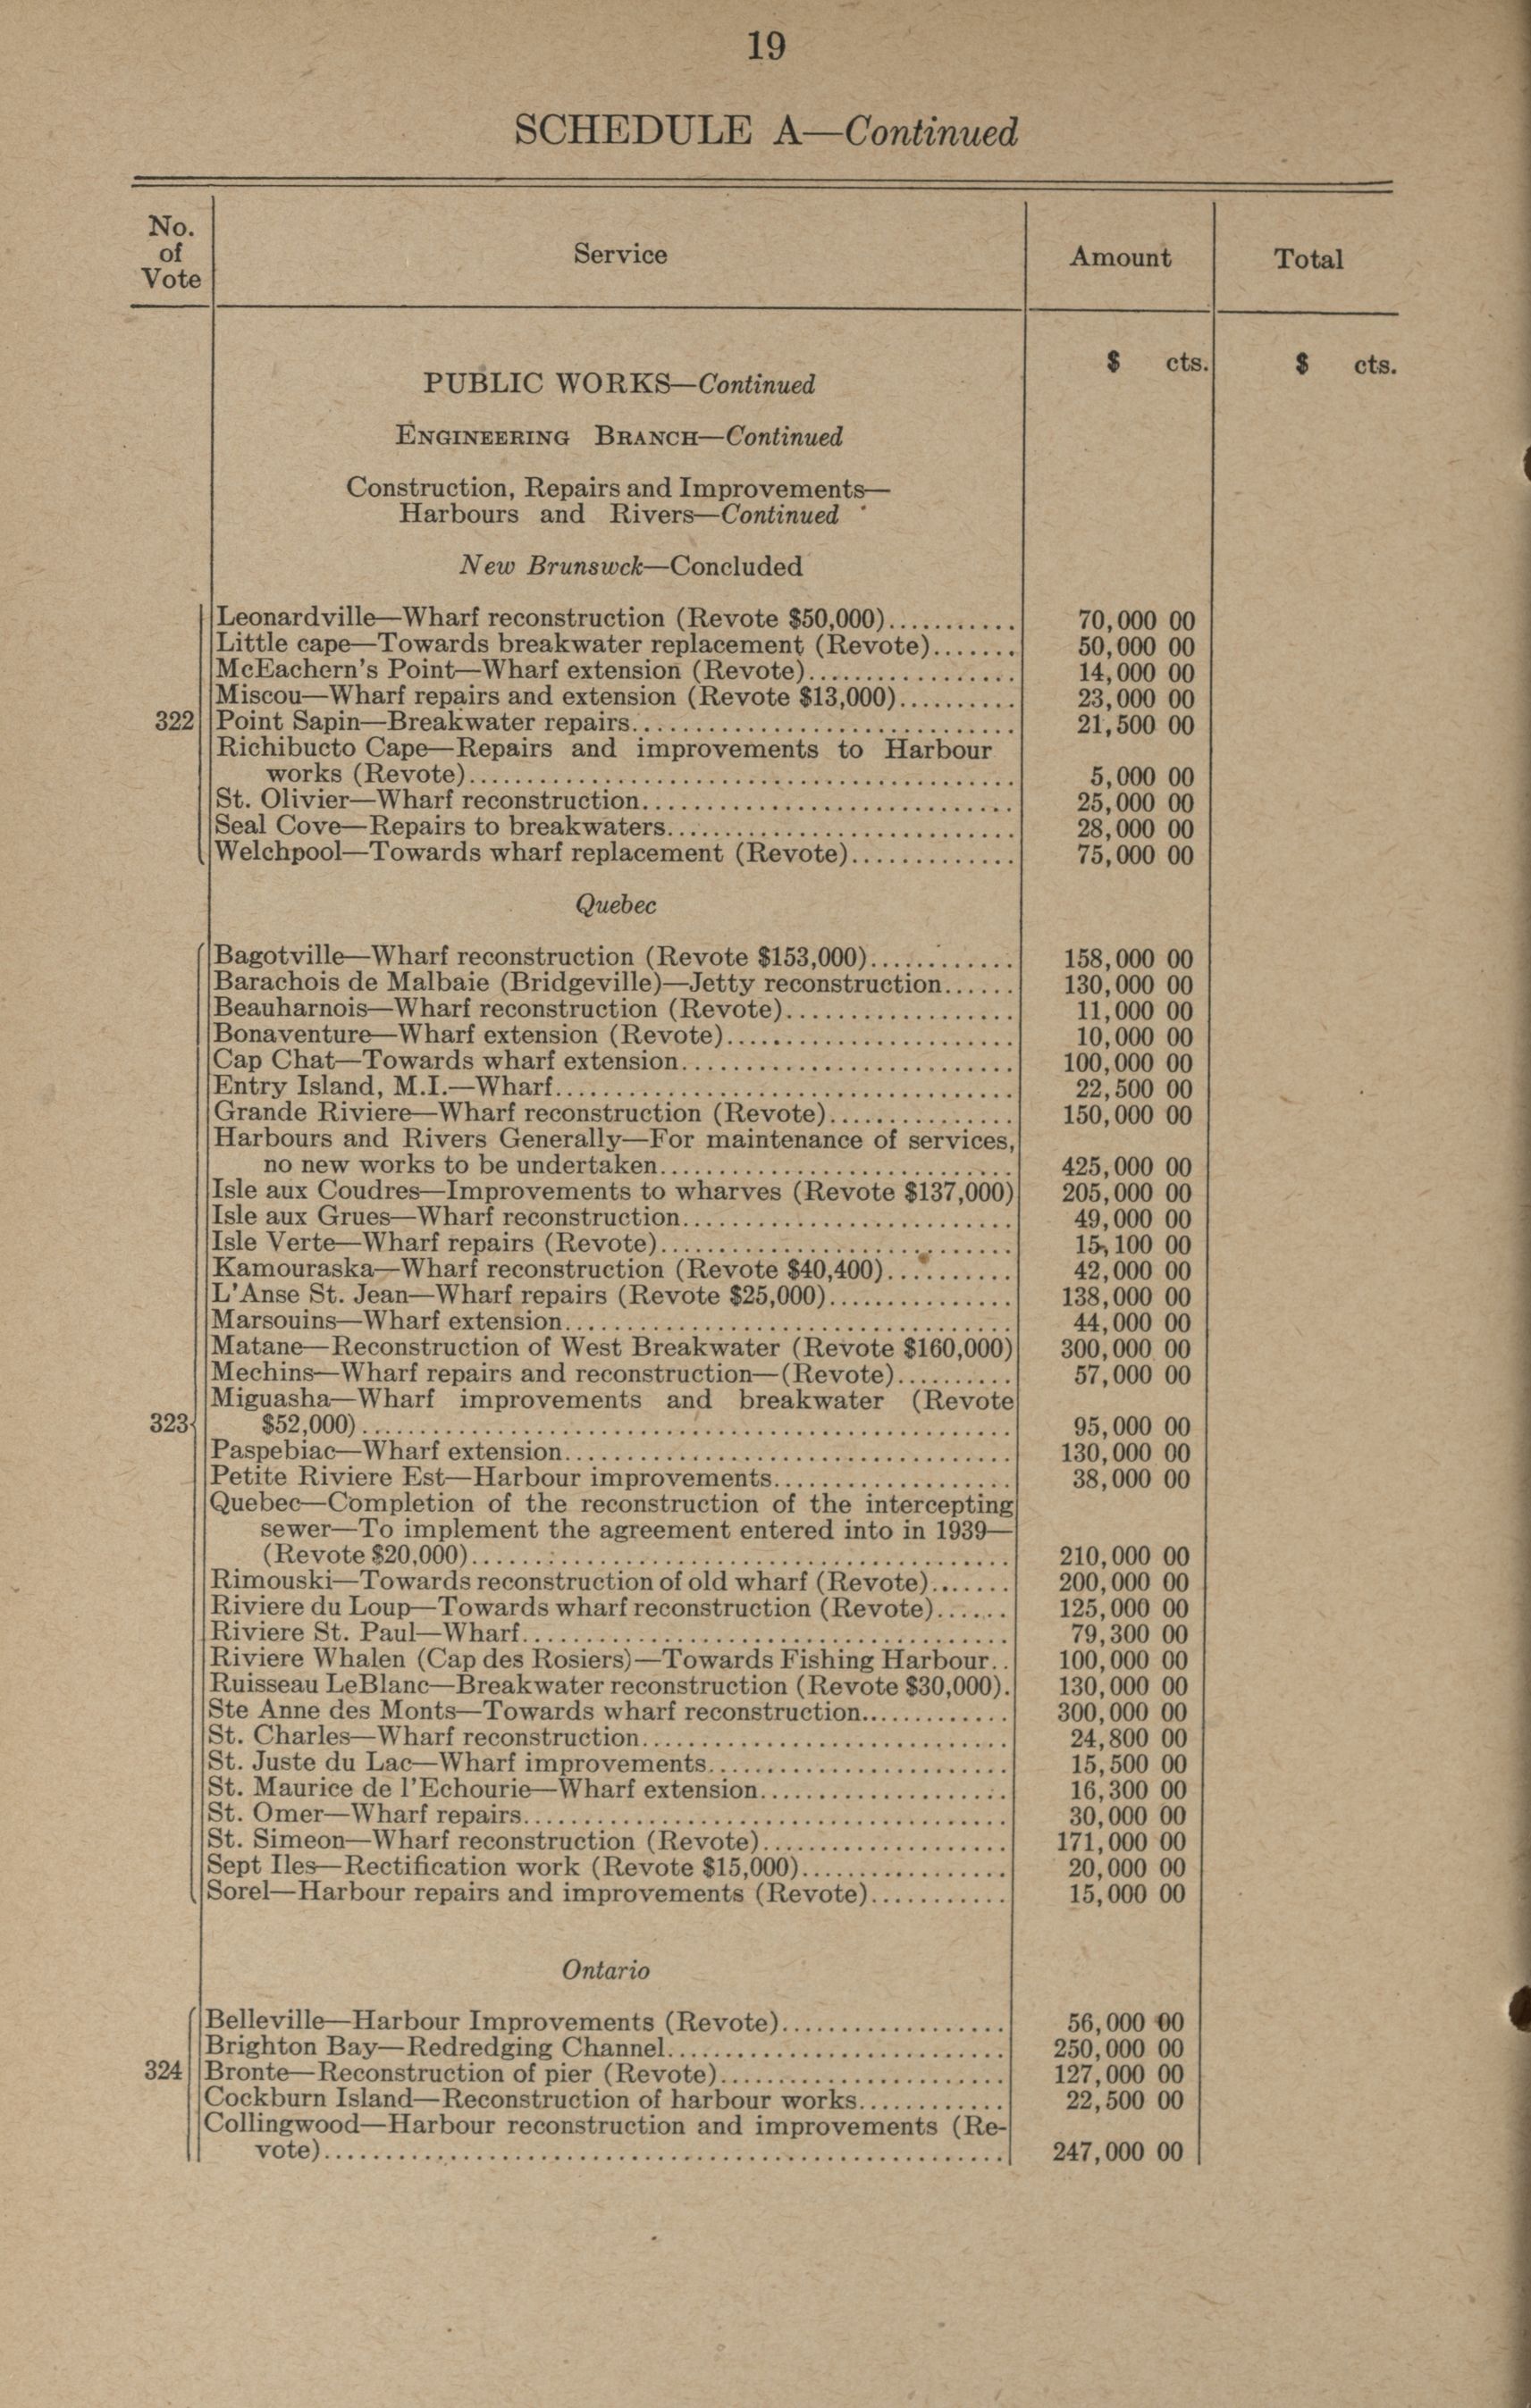 19
SCHEDULE A—Continued
No.
of
Vote
Service
Amount
Total
$ cts.
$ cts.
PUBLIC WORKS—Continued
ENGINEERING BRANCH—Continued
Construction, Repairs and Improvements—
Harbours and Rivers—Continued
New Brunswck—Concluded
Leonardville—Wharf reconstruction (Revote $50,000)........... 70,000 00
Little cape—Towards breakwater replacement (Revote)....... 50,000 00
McEachern's Point—Wharf extension (Revote).................. 14,000 00
Miscou—Wharf repairs and extension (Revote $13,000).......... 23,000 00
322 Point Sapin—Breakwater repairs................................. 21,500 00
Richibucto Cape—Repairs and improvements to Harbour
works (Revote)............................................... 5,000 00
St. Olivier—Wharf reconstruction............................... 25,000 00
Seal Cove—Repairs to breakwaters............................. 28,000 00
Welchpool—Towards wharf replacement (Revote).............. 75,000 00
Quebec
Bagotville—Wharf reconstruction (Revote $153,000)............ 158,000 00
Barachois de Malbaie (Bridgeville)—Jetty reconstruction...... 130,000 00
Beauharnois—Wharf reconstruction (Revote)................... 11,000 00
Bonaventure—Wharf extension (Revote)........................ 10,000 00
Cap Chat—Towards wharf extension............................ 100,000 00
Entry Island, M.I.—Wharf...................................... 22,500 00
Grande Riviere—Wharf reconstruction (Revote)................ 150,000 00
Harbours and Rivers Generally—For maintenance of services,
no new works to be undertaken.............................. 425,000 00
Isle aux Coudres—Improvements to wharves (Revote $137,000) 205,000 00
Isle aux Grues—Wharf reconstruction........................... 49,000 00
Isle Verte—Wharf repairs (Revote)............................. 15,100 00
Kamouraska—Wharf reconstruction (Revote $40,400)........... 42,000 00
L'Anse St. Jean—Wharf repairs (Revote $25,000)............... 138,000 00
Marsouins—Wharf extension..................................... 44,000 00
Matane—Reconstruction of West Breakwater (Revote $160,000) 300,000 00
Mechins—Wharf repairs and reconstruction—(Revote).......... 57,000 00
Miguasha—Wharf improvements and breakwater (Revote
323 $52,000)...................................................... 95,000 00
Paspebiac—Wharf extension..................................... 130,000 00
Petite Riviere Est—Harbour improvements.................... 38,000 00
Quebec—Completion of the reconstruction of the intercepting
sewer—To implement the agreement entered into in 1939—
(Revote $20,000)............................................. 210,000 00
Rimouski—Towards reconstruction of old wharf (Revote)....... 200,000 00
Riviere du Loup—Towards wharf reconstruction (Revote)...... 125,000 00
Riviere St. Paul—Wharf........................................ 79,300 00
Riviere Whalen (Cap des Rosiers)—Towards Fishing Harbour.. 100,000 00
Ruisseau LeBlanc—Breakwater reconstruction (Revote $30,000). 130,000 00
Ste Anne des Monts—Towards wharf reconstruction............. 300,000 00
St. Charles—Wharf reconstruction.............................. 24,800 00
St. Juste du Lac—Wharf improvements......................... 15,500 00
St. Maurice de l'Echourie—Wharf extension.................... 16,300 00
St. Omer—Wharf repairs........................................ 30,000 00
St. Simeon—Wharf reconstruction (Revote).................... 171,000 00
Sept Iles—Rectification work (Revote $15,000)................. 20,000 00
Sorel—Harbour repairs and improvements (Revote)........... 15,000 00
Ontario
Belleville—Harbour Improvements (Revote).................. 56,000 00
Brighton Bay—Redredging Channel............................ 250,000 00
324 Bronte—Reconstruction of pier (Revote)....................... 127,000 00
Cockburn Island—Reconstruction of harbour works............ 22,500 00
Collingwood—Harbour reconstruction and improvements (Re-
vote)......................................................... 247,000 00